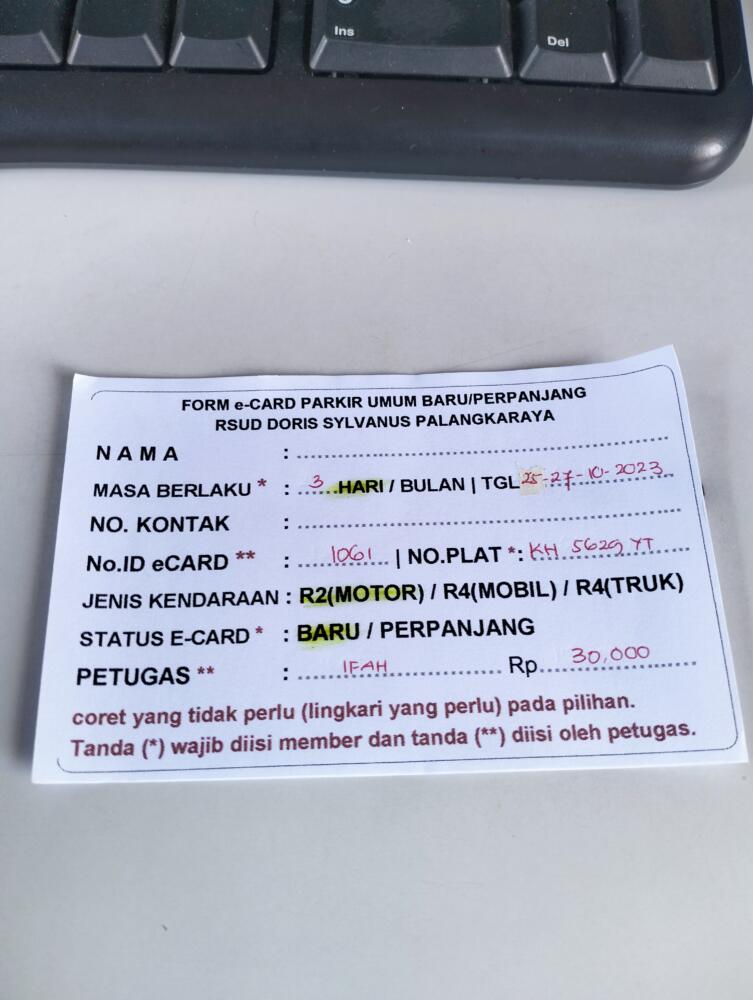 Ins
Del
FORM e-CARD PARKIR UMUM BARU/PERPANJANG
RSUD DORIS SYLVANUS PALANGKARAYA
N A M A : ........................
MASA BERLAKU * : ..3...HARI / BULAN | TGL 25-27-10-2023
NO. KONTAK : ........................
No.ID eCARD ** : .....1061..... | NO.PLAT *: KH 5629 YT
JENIS KENDARAAN : R2(MOTOR) / R4(MOBIL) / R4(TRUK)
STATUS E-CARD * : BARU / PERPANJANG
PETUGAS ** : .......IFAH................ Rp.....30,000.......
coret yang tidak perlu (lingkari yang perlu) pada pilihan.
Tanda (*) wajib diisi member dan tanda (**) diisi oleh petugas.